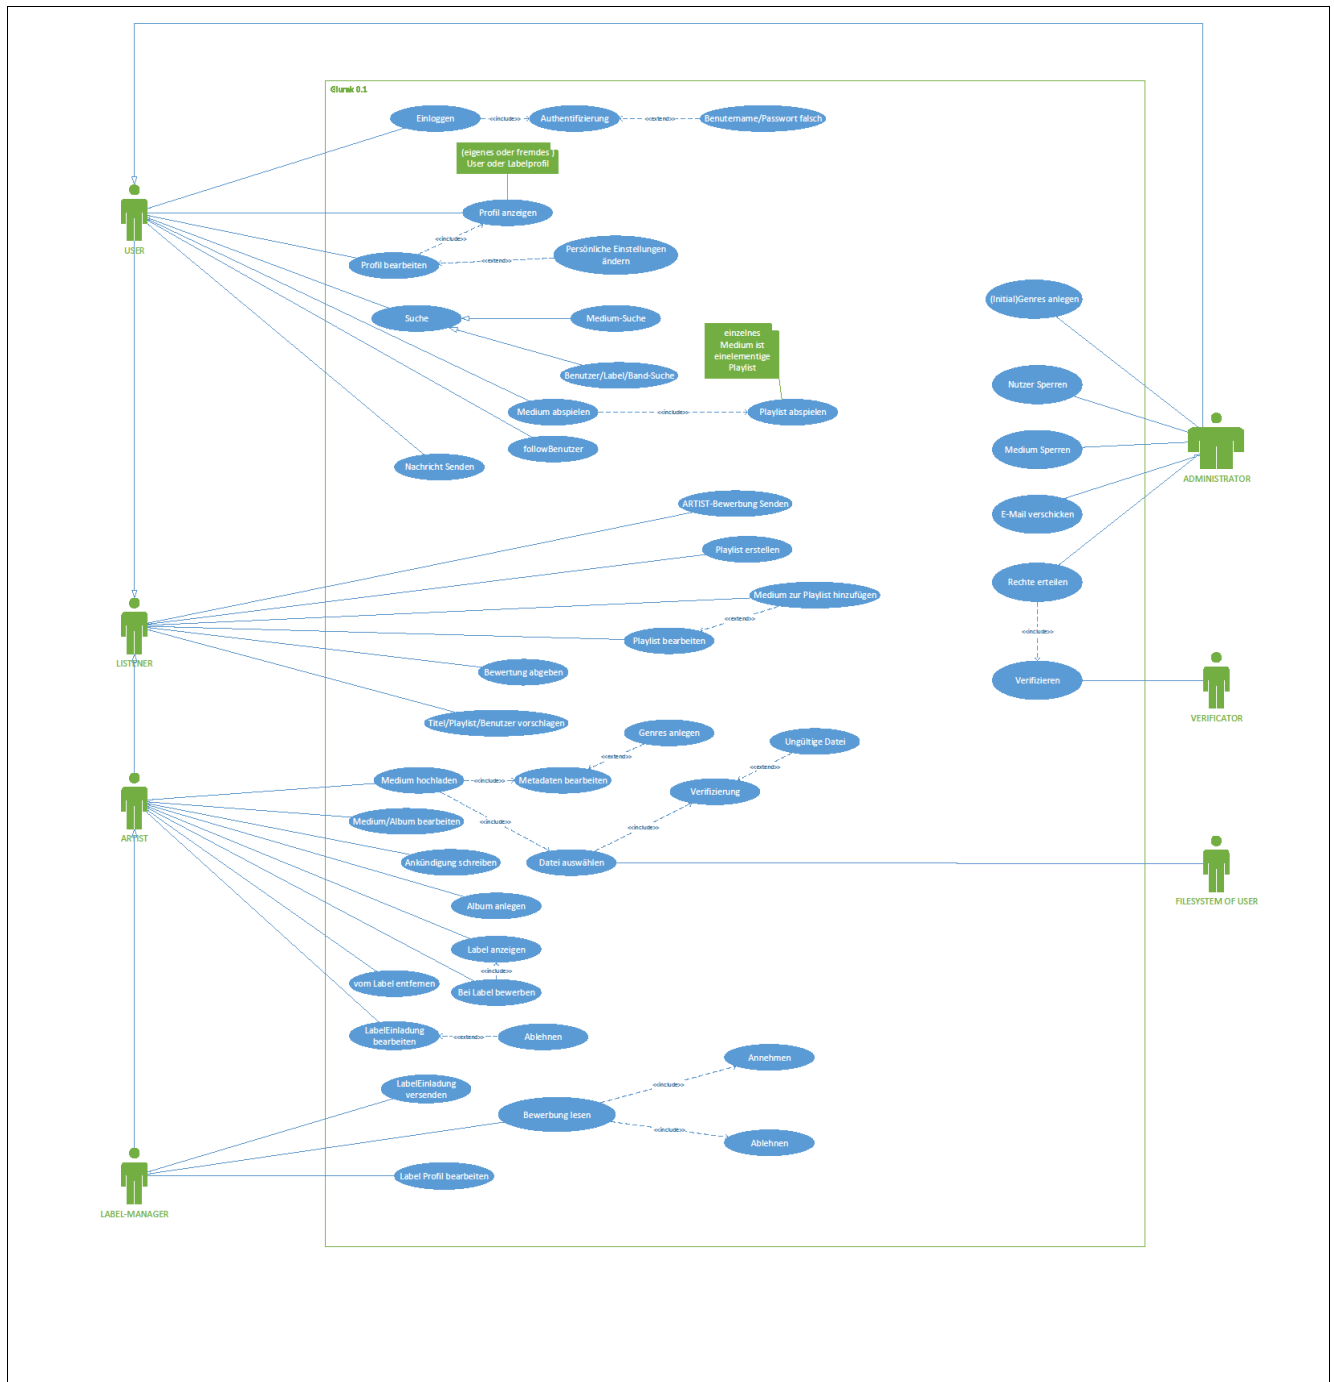 Glurak 0.1
Einloggen
<<include>>
Authentifizierung
<<extend>>
Benutername/Passwort falsch
(eigenes oder fremdes )
User oder Labelprofil
USER
Profil anzeigen
<<include>>
Profil bearbeiten
<<extend>>
Persönliche Einstellungen
ändern
(Initial)Genres anlegen
Suche
Medium-Suche
einzelnes
Medium ist
einelementige
Playlist
Benutzer/Label/Band-Suche
Nutzer Sperren
Medium abspielen
<<include>>
Playlist abspielen
followBenutzer
Medium Sperren
Nachricht Senden
ADMINISTRATOR
ARTIST-Bewerbung Senden
E-Mail verschicken
Playlist erstellen
Rechte erteilen
Medium zur Playlist hinzufügen
<<extend>>
<<include>>
Playlist bearbeiten
LISTENER
Bewertung abgeben
Verifizieren
VERIFICATOR
Titel/Playlist/Benutzer vorschlagen
Genres anlegen
Ungültige Datei
<<extend>>
<<extend>>
Medium hochladen
<<include>>
Metadaten bearbeiten
Verifizierung
Medium/Album bearbeiten
<<include>>
<<include>>
ARTIST
Ankündigung schreiben
Datei auswählen
FILESYSTEM OF USER
Album anlegen
Label anzeigen
<<include>>
vom Label entfernen
Bei Label bewerben
LabelEinladung
bearbeiten
<<extend>>
Ablehnen
Annehmen
LabelEinladung
versenden
<<include>>
Bewerbung lesen
<<include>>
Ablehnen
Label Profil bearbeiten
LABEL-MANAGER